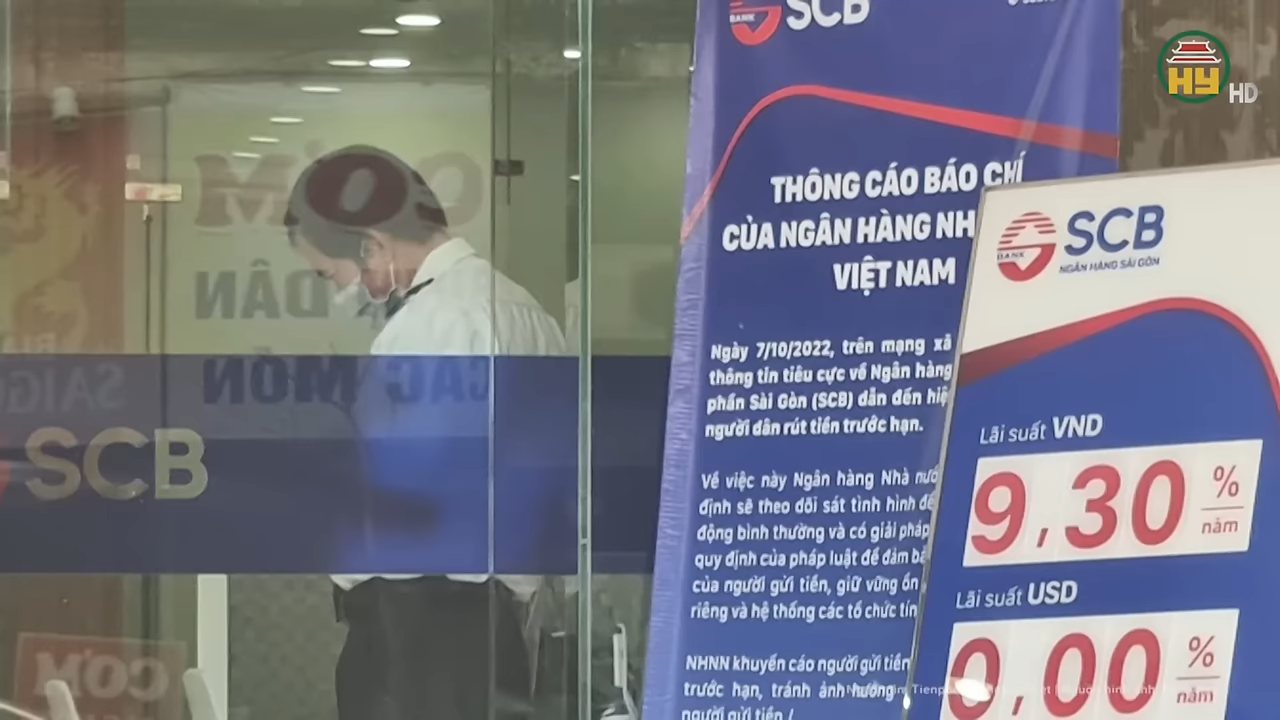 HY HD
BANK SCB
THÔNG CÁO BÁO CHÍ
CỦA NGÂN HÀNG NH
VIỆT NAM
Ngày 7/10/2022, trên mạng xã
thông tin tiêu cực về Ngân hàng
phần Sài Gòn (SCB) dẫn đến hiệ
người dân rút tiền trước hạn.
Về việc này Ngân hàng Nhà nướ
định sẽ theo dõi sát tình hình để
động bình thường và có giải pháp
quy định của pháp luật để đảm bả
của người gửi tiền, giữ vững ổn
riêng và hệ thống các tổ chức tín
NHNN khuyến cáo người gửi tiền
trước hạn, tránh ảnh hưởng
người gửi tiền /
BANK SCB
NGÂN HÀNG SÀI GÒN
Lãi suất VND
9,30 %
năm
Lãi suất USD
0,00 %
năm
CƠM
DÂN
CÁC MÓN
SAIGO
SCB
CƠM